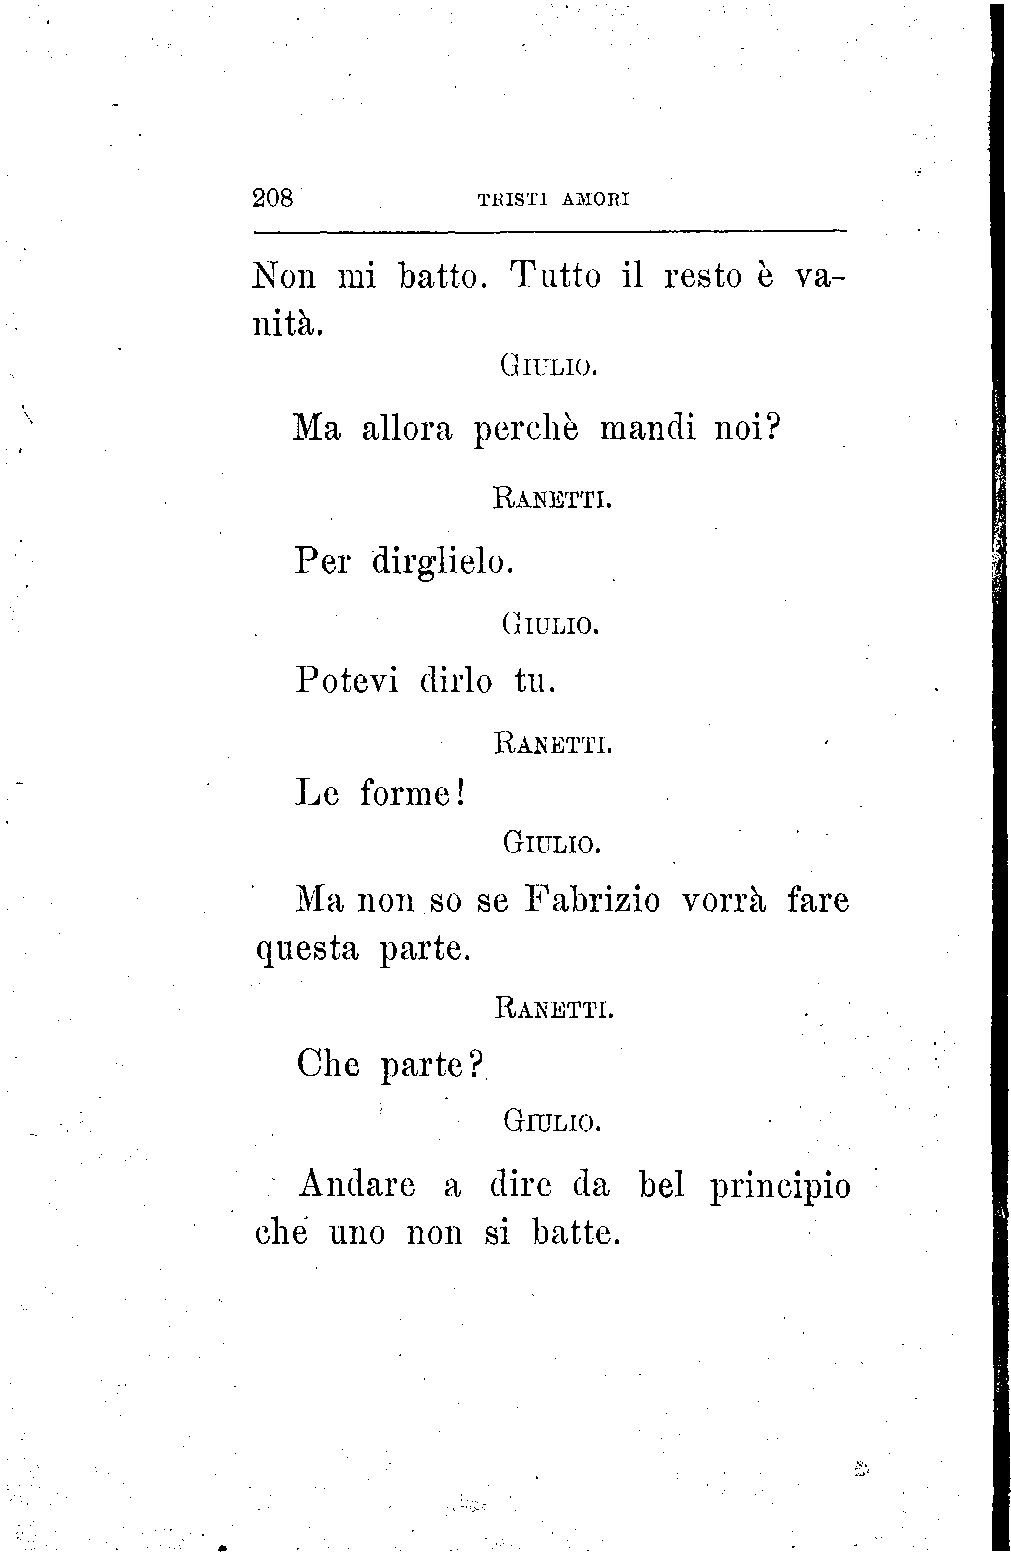 208 TRISTI AMORI
Non mi batto. Tutto il resto è va-
nità.
GIULIO.
Ma allora perchè mandi noi?
RANETTI.
Per dirglielo.
GIULIO.
Potevi dirlo tu.
RANETTI.
Le forme!
GIULIO.
Ma non so se Fabrizio vorrà fare
questa parte.
RANETTI.
Che parte?
GIULIO.
Andare a dire da bel principio
che uno non si batte.